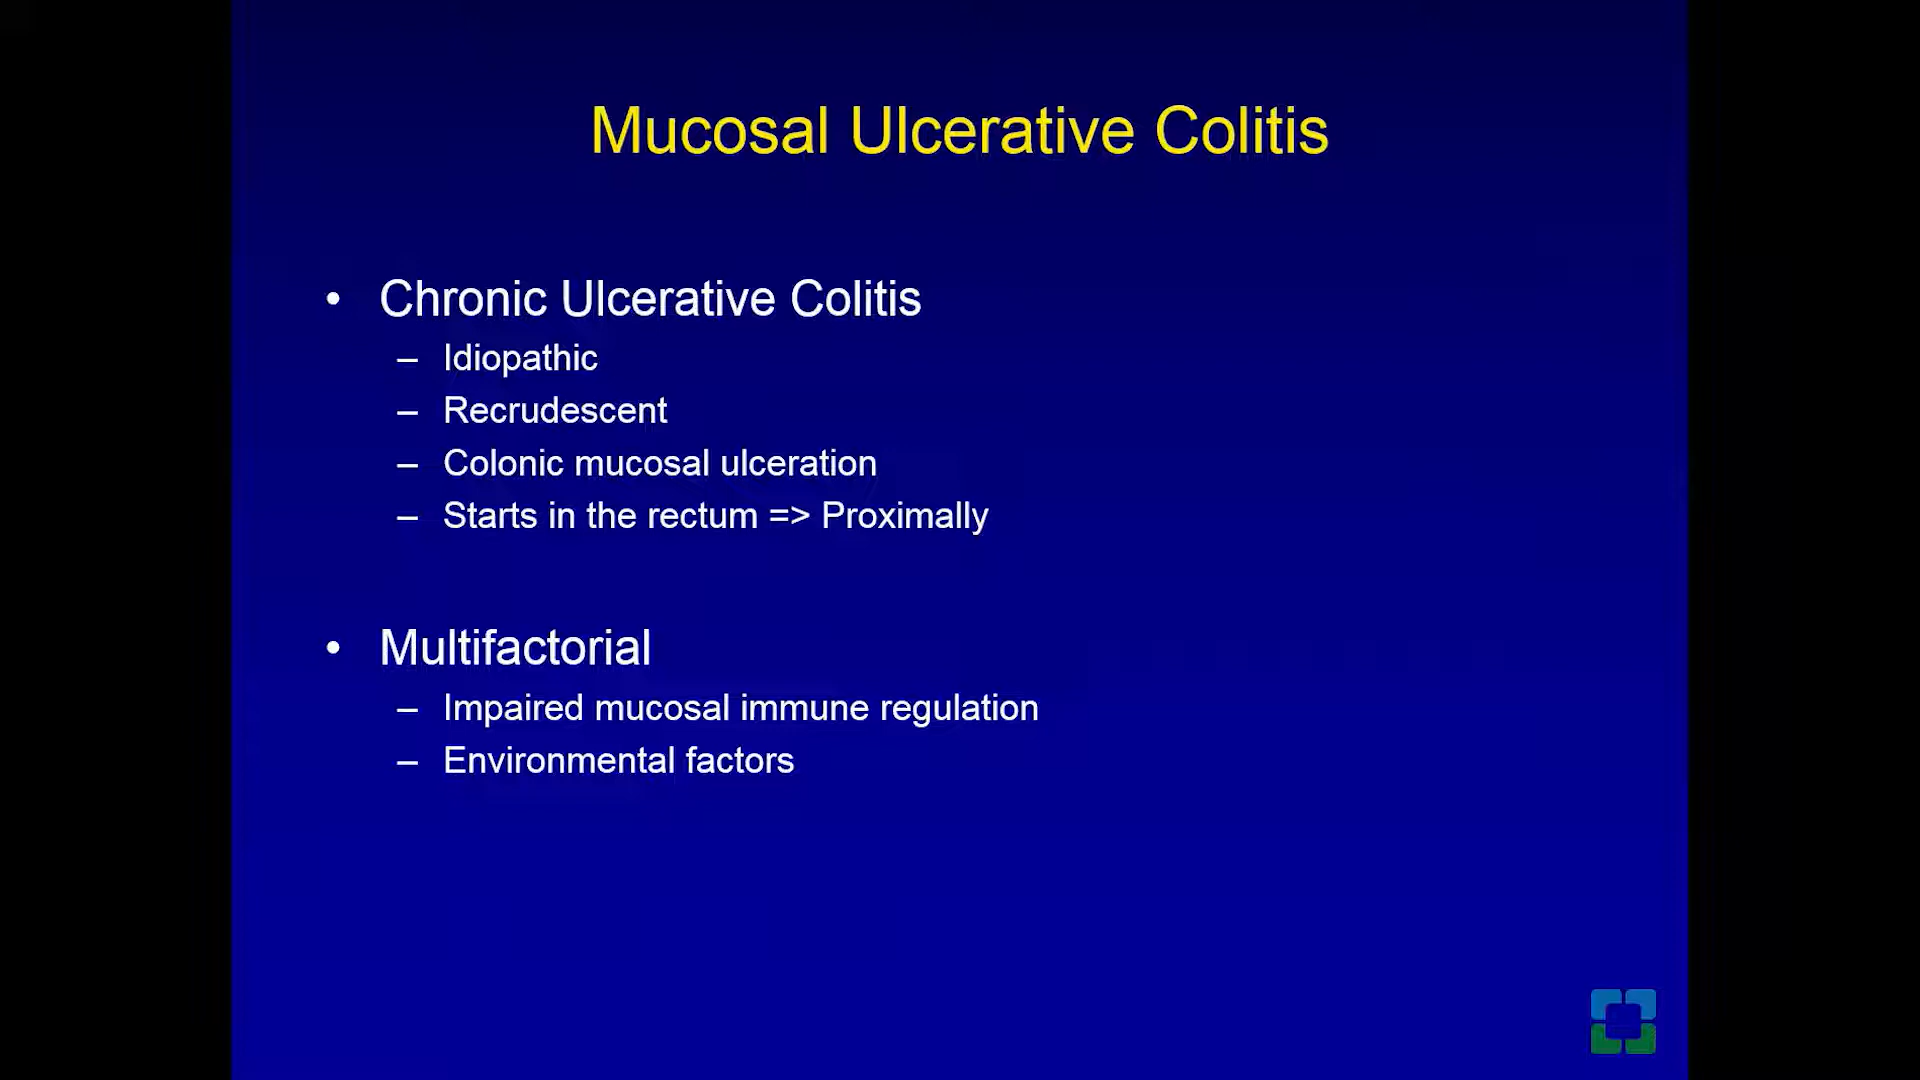 Mucosal Ulcerative Colitis
• Chronic Ulcerative Colitis
– Idiopathic
– Recrudescent
– Colonic mucosal ulceration
– Starts in the rectum => Proximally
• Multifactorial
– Impaired mucosal immune regulation
– Environmental factors